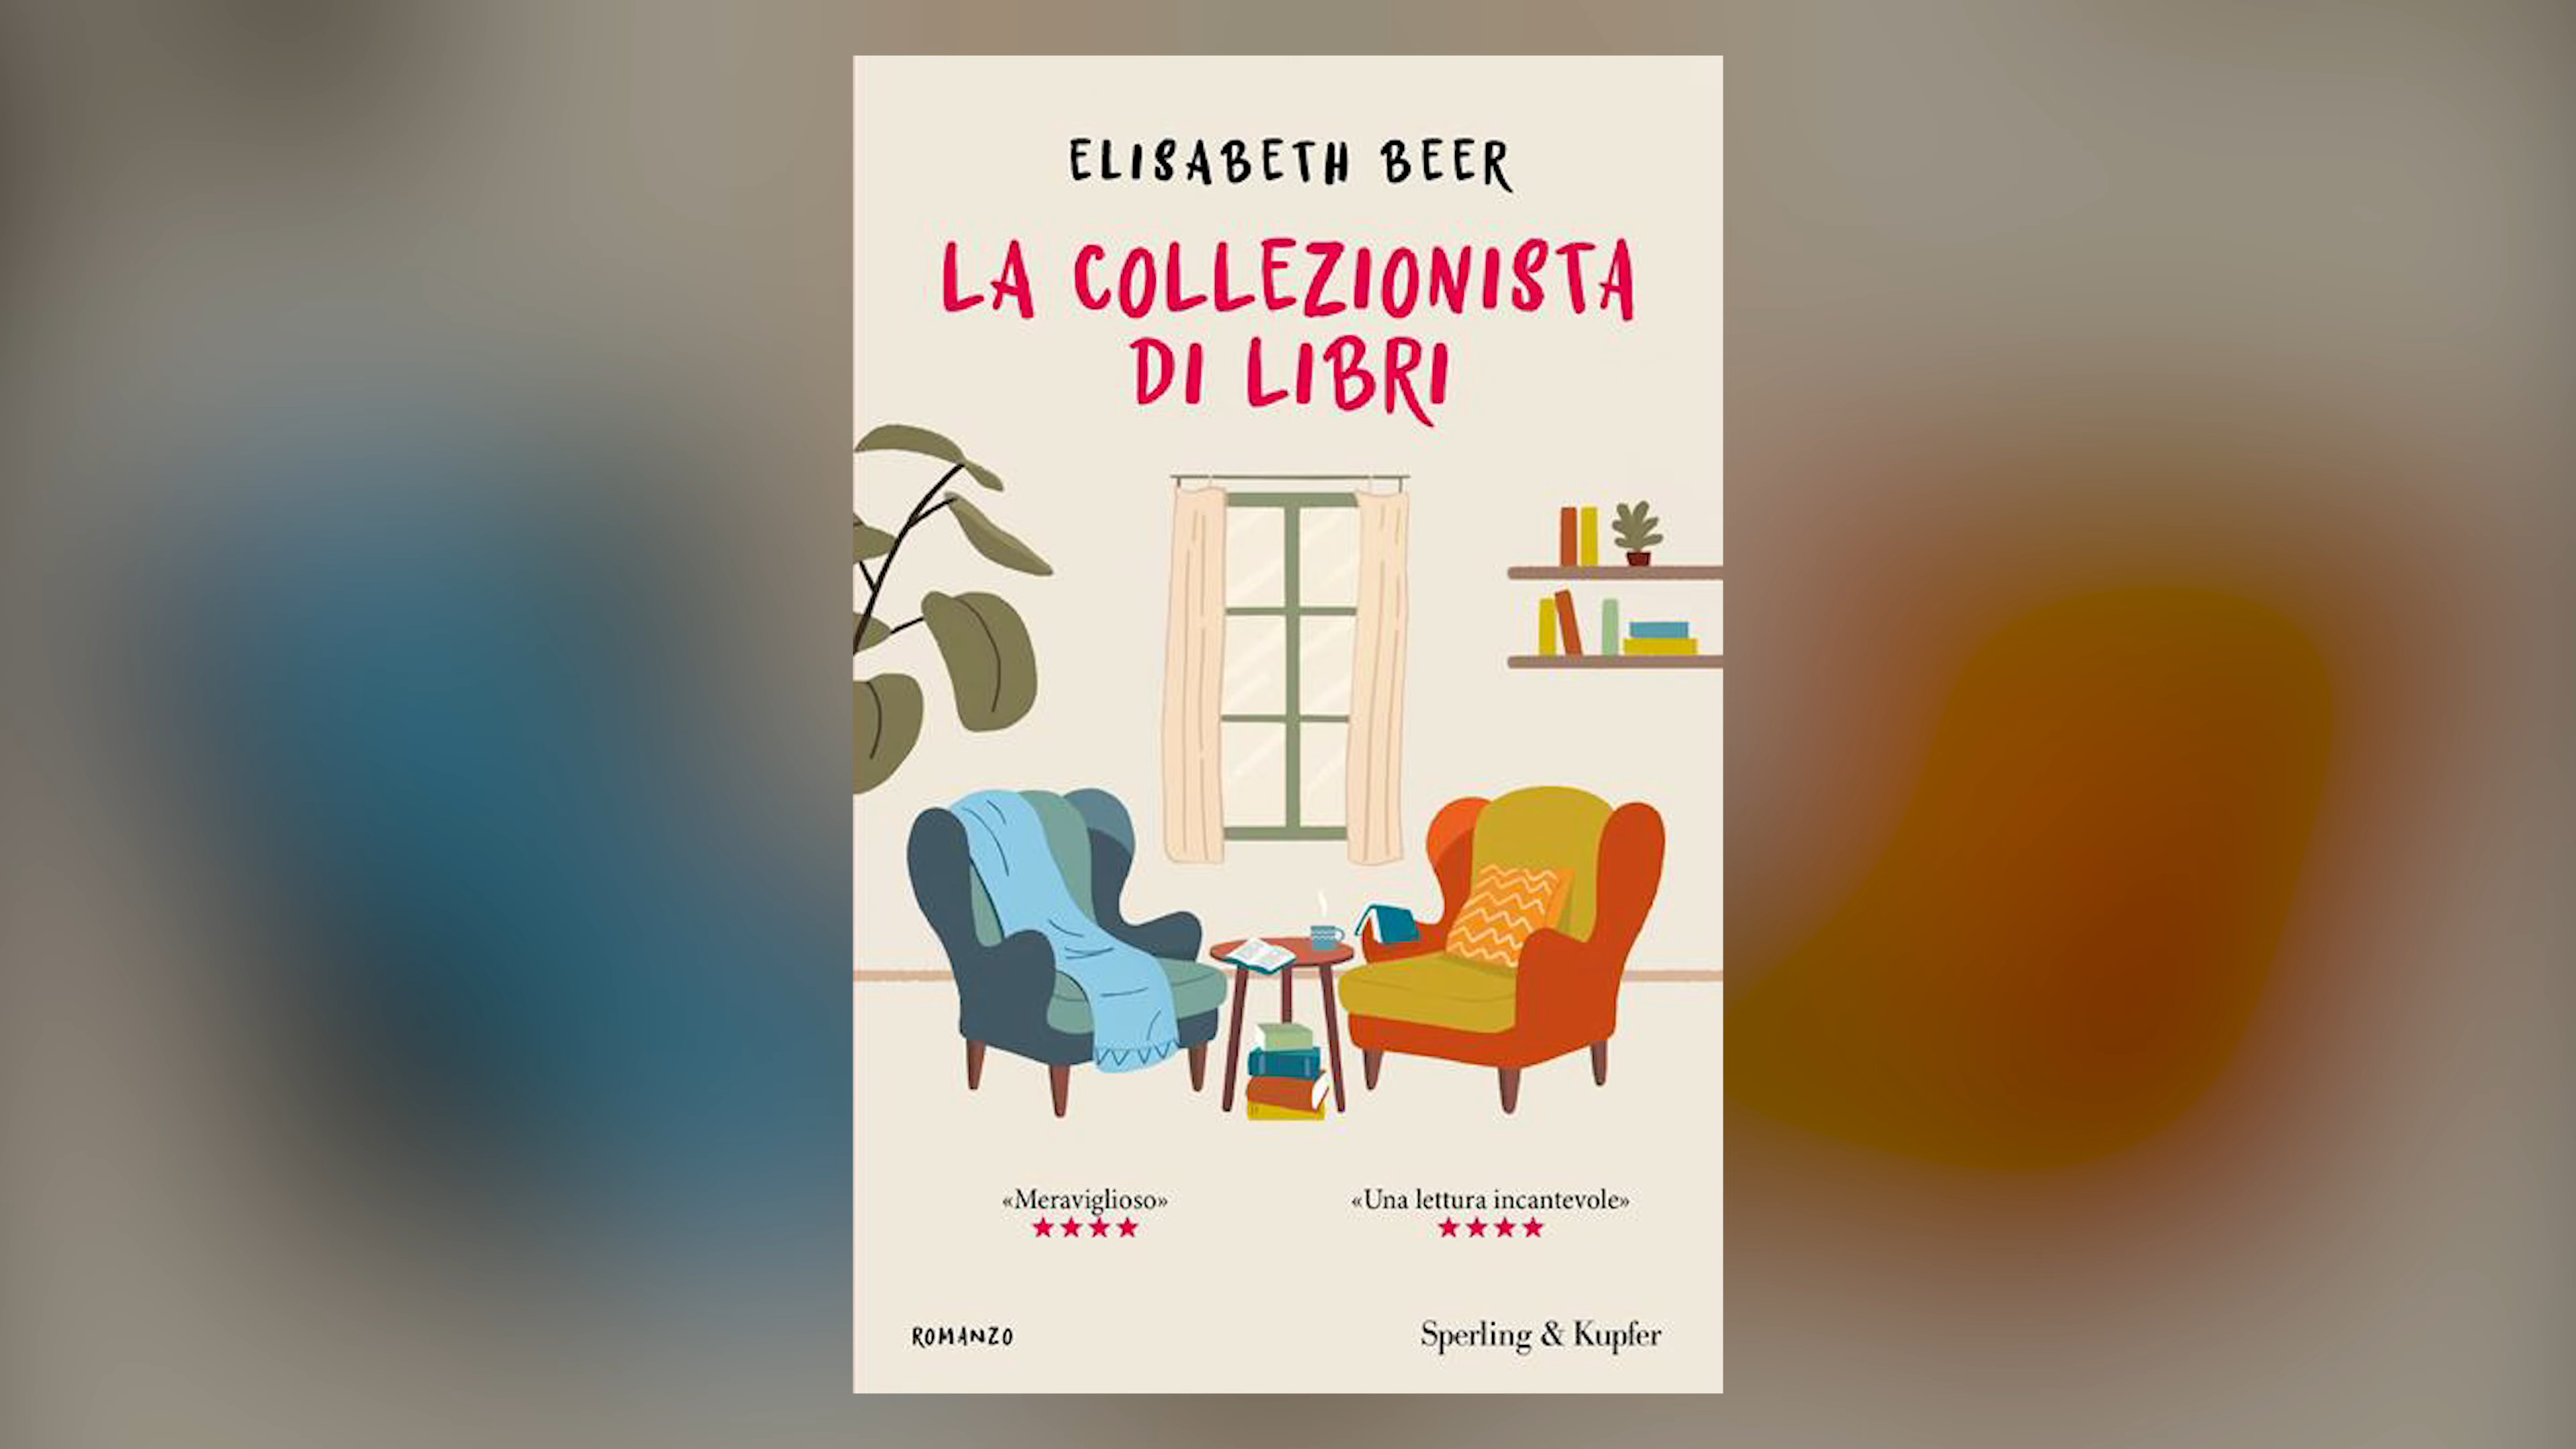 ELISABETH BEER
LA COLLEZIONISTA
DI LIBRI
«Meraviglioso»
★★★★
«Una lettura incantevole»
★★★★
ROMANZO
Sperling & Kupfer